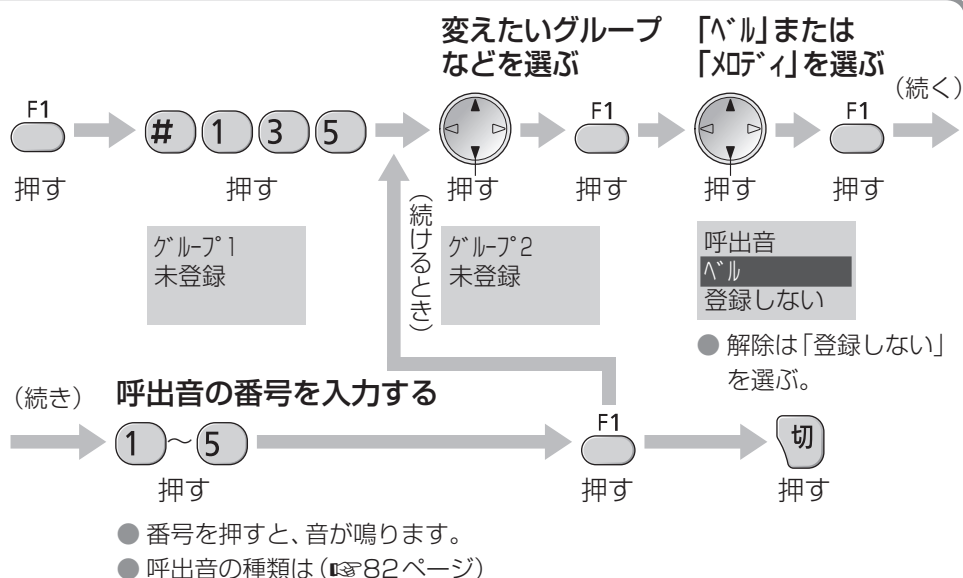 変えたいグループ
などを選ぶ
「ﾍﾞﾙ」または
「ﾒﾛﾃﾞｨ」を選ぶ
(続く)
F1
# 1 3 5
F1
F1
押す
押す
押す
押す
押す
押す
ｸﾞﾙｰﾌﾟ1
未登録
(続けるとき)
ｸﾞﾙｰﾌﾟ2
未登録
呼出音
ﾍﾞﾙ
登録しない
● 解除は「登録しない」
を選ぶ。
(続き)
呼出音の番号を入力する
1～5
F1
切
押す
押す
押す
● 番号を押すと、音が鳴ります。
● 呼出音の種類は(☞82ページ)